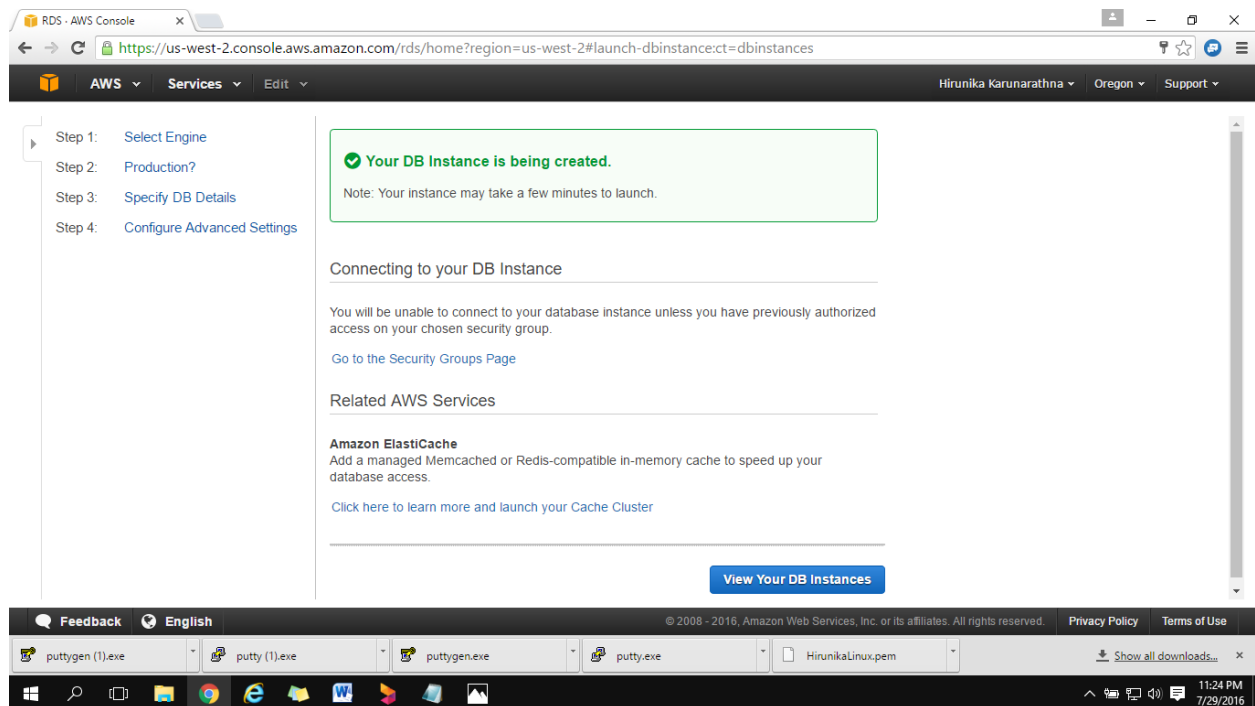 RDS - AWS Console
https://us-west-2.console.aws.amazon.com/rds/home?region=us-west-2#launch-dbinstance:ct=dbinstances
AWS Services Edit Hirunika Karunarathna Oregon Support
Step 1: Select Engine
Step 2: Production?
Step 3: Specify DB Details
Step 4: Configure Advanced Settings
Your DB Instance is being created.
Note: Your instance may take a few minutes to launch.
Connecting to your DB Instance
You will be unable to connect to your database instance unless you have previously authorized
access on your chosen security group.
Go to the Security Groups Page
Related AWS Services
Amazon ElastiCache
Add a managed Memcached or Redis-compatible in-memory cache to speed up your
database access.
Click here to learn more and launch your Cache Cluster
View Your DB Instances
Feedback English © 2008 - 2016, Amazon Web Services, Inc. or its affiliates. All rights reserved. Privacy Policy Terms of Use
puttygen (1).exe putty (1).exe puttygen.exe putty.exe HirunikaLinux.pem Show all downloads...
11:24 PM
7/29/2016